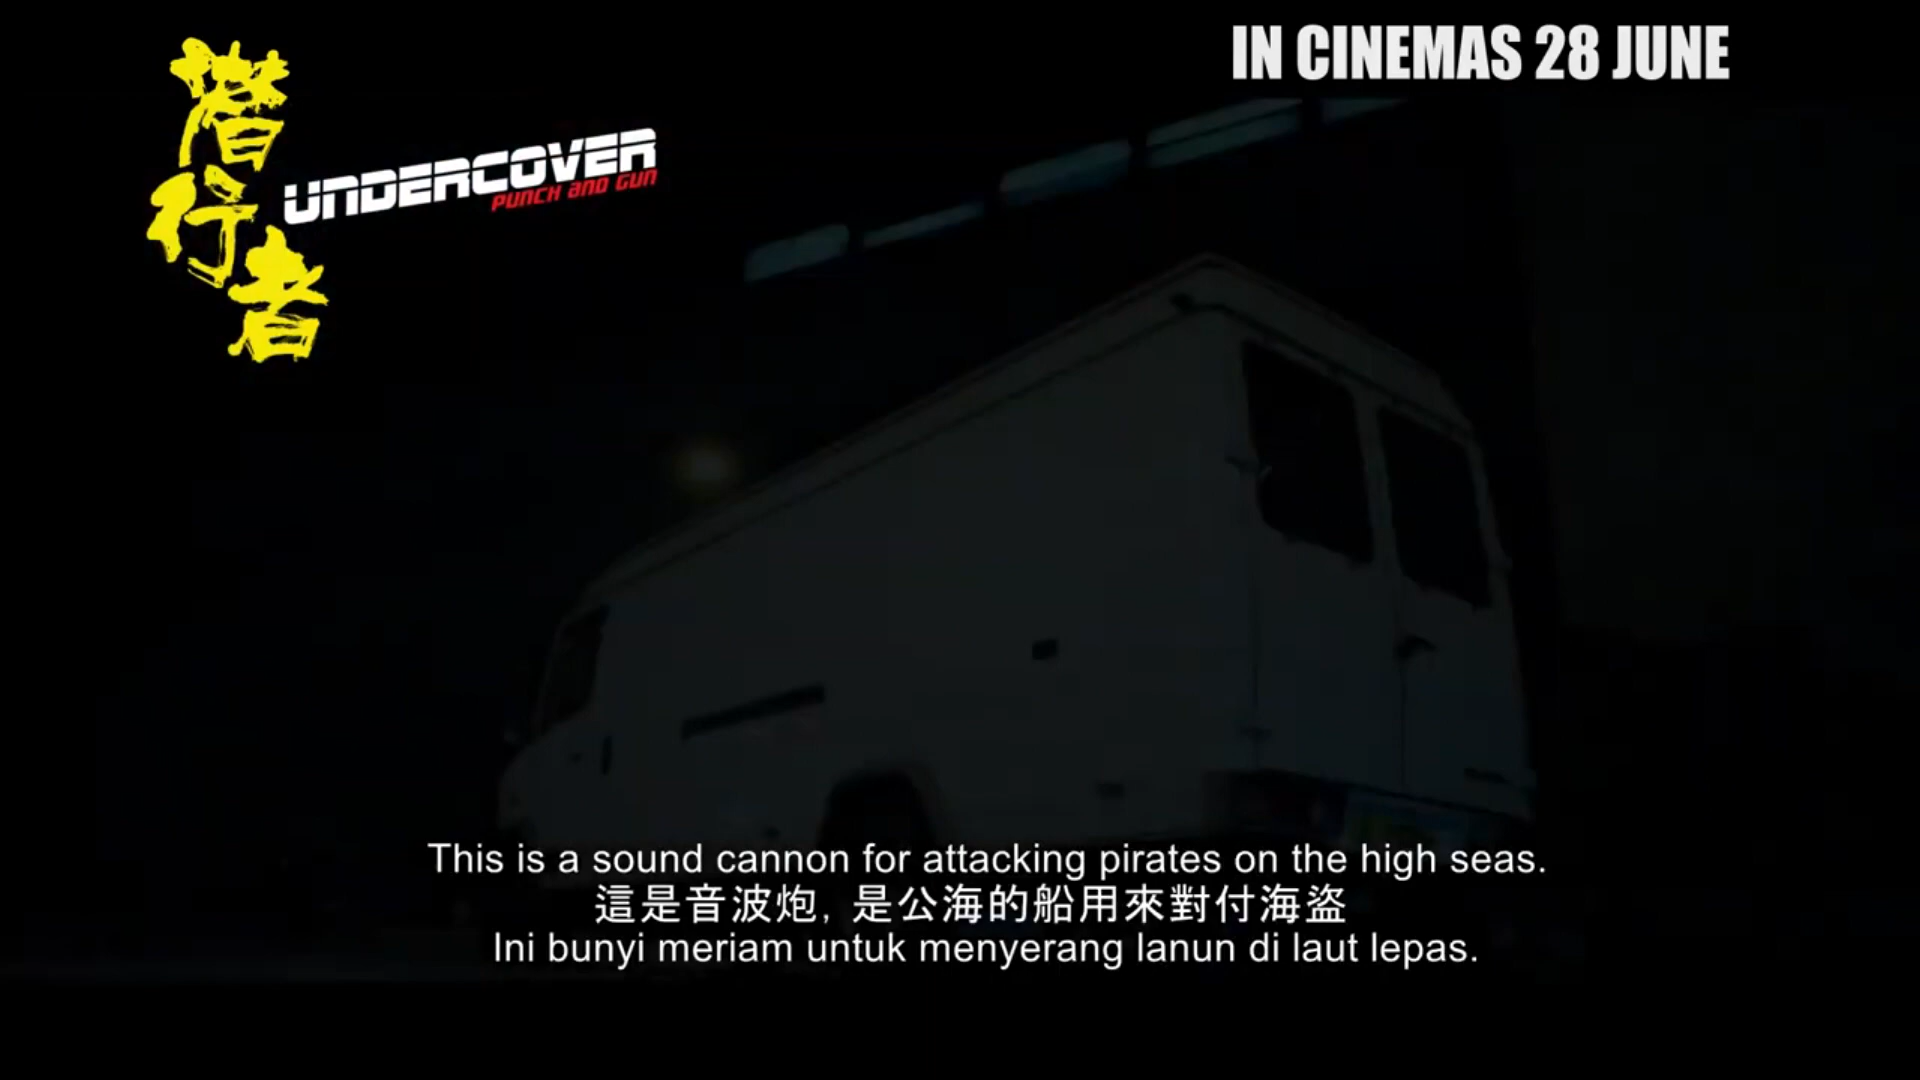 潜行者
UNDERCOVER
PUNCH AND GUN
IN CINEMAS 28 JUNE
This is a sound cannon for attacking pirates on the high seas.
這是音波炮, 是公海的船用來對付海盜
Ini bunyi meriam untuk menyerang lanun di laut lepas.